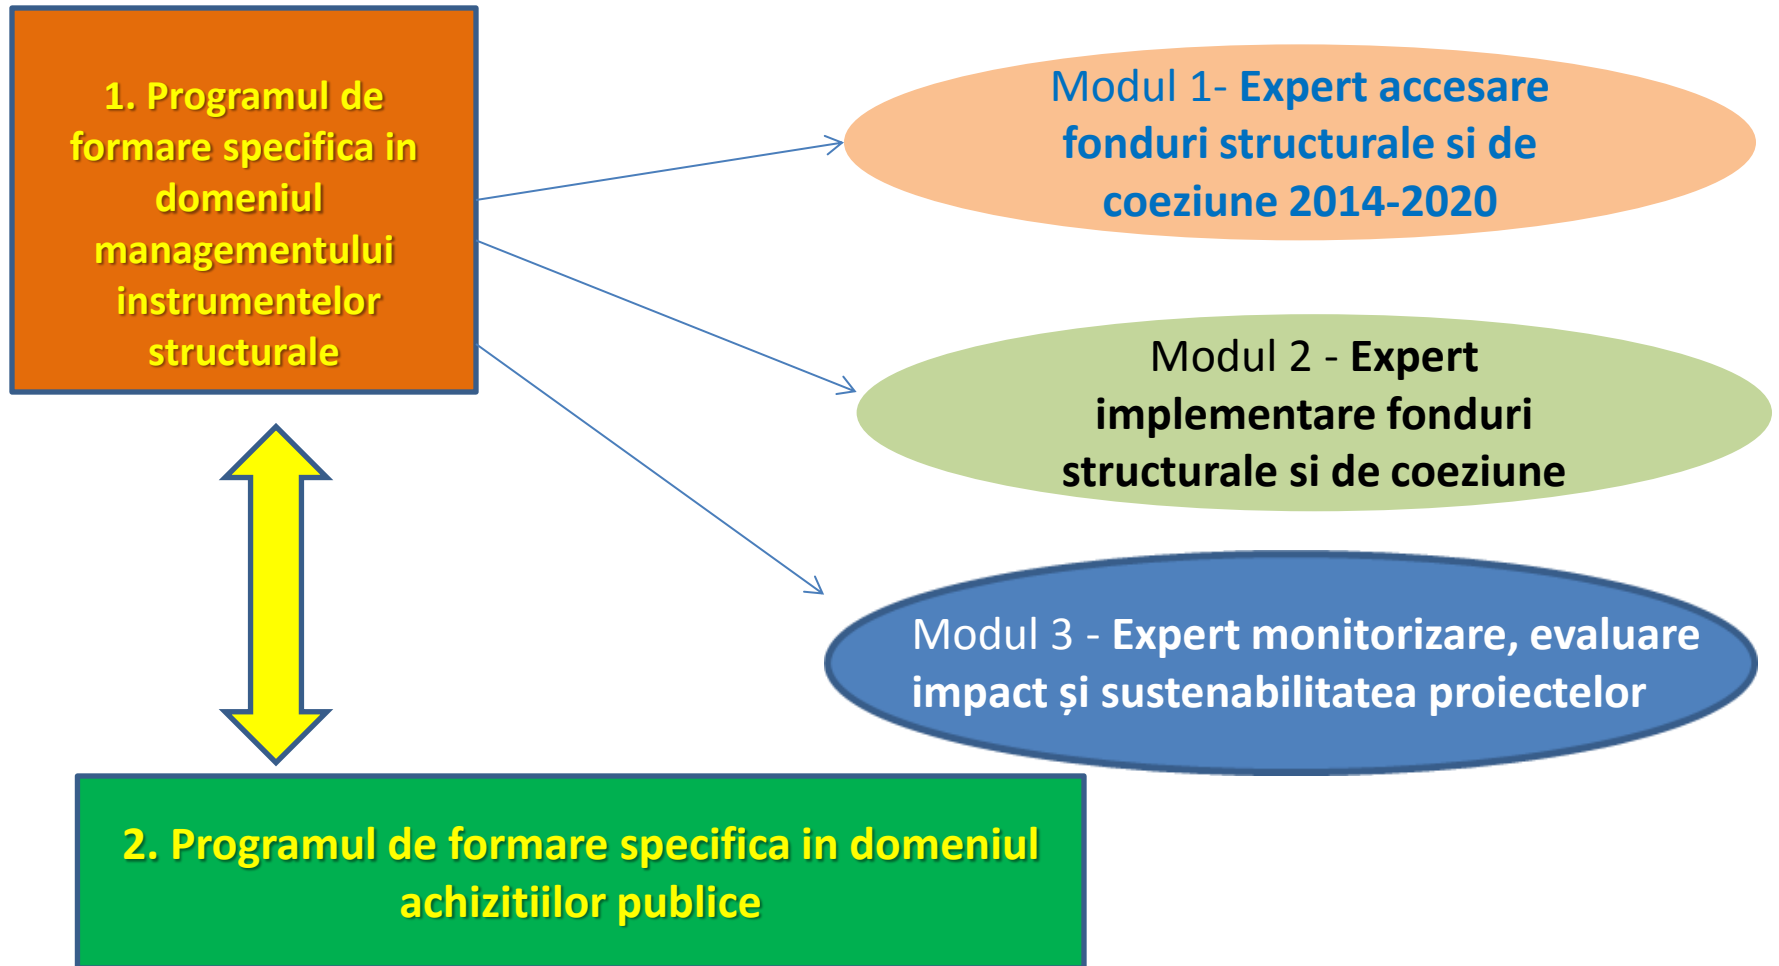 1. Programul de
formare specifica in
domeniul
managementului
instrumentelor
structurale
Modul 1- Expert accesare
fonduri structurale si de
coeziune 2014-2020
Modul 2 - Expert
implementare fonduri
structurale si de coeziune
Modul 3 - Expert monitorizare, evaluare
impact și sustenabilitatea proiectelor
2. Programul de formare specifica in domeniul
achizitiilor publice